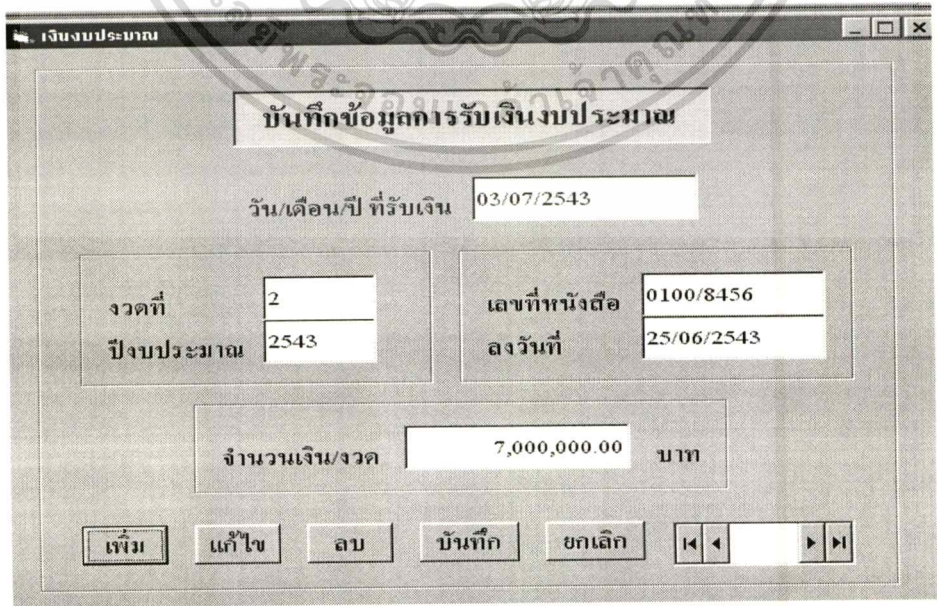 เงินงบประมาณ
บันทึกข้อมูลการรับเงินงบประมาณ
วัน/เดือน/ปี ที่รับเงิน 03/07/2543
งวดที่ 2
ปีงบประมาณ 2543
เลขที่หนังสือ 0100/8456
ลงวันที่ 25/06/2543
จำนวนเงิน/งวด 7,000,000.00 บาท
เพิ่ม แก้ไข ลบ บันทึก ยกเลิก